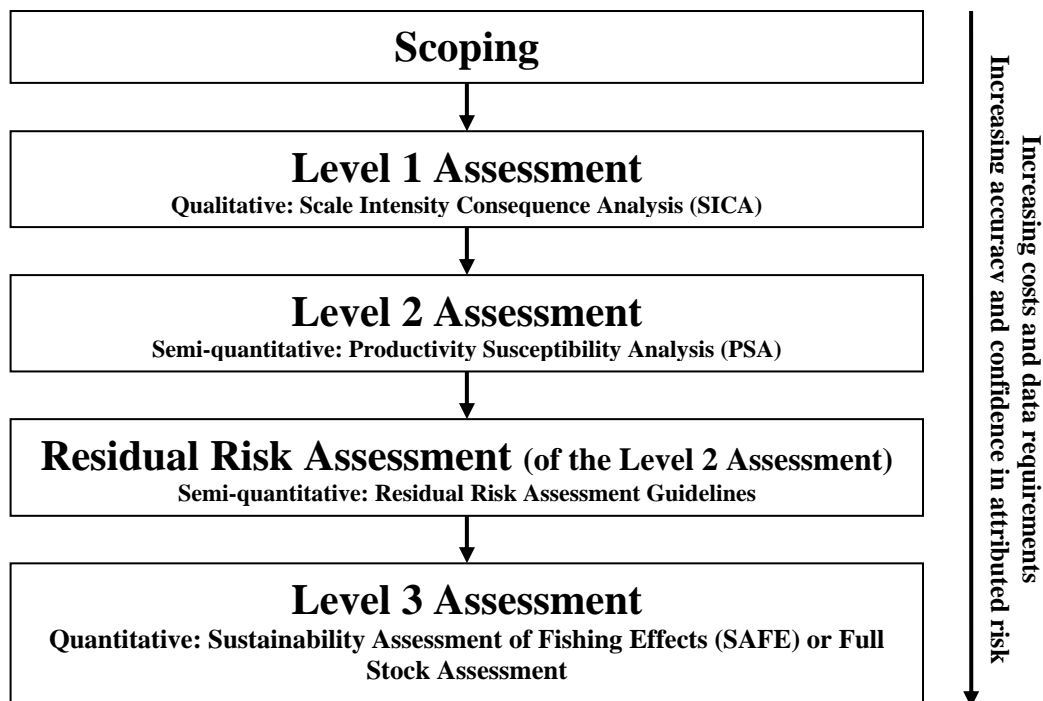 Scoping
Level 1 Assessment
Qualitative: Scale Intensity Consequence Analysis (SICA)
Level 2 Assessment
Semi-quantitative: Productivity Susceptibility Analysis (PSA)
Residual Risk Assessment (of the Level 2 Assessment)
Semi-quantitative: Residual Risk Assessment Guidelines
Level 3 Assessment
Quantitative: Sustainability Assessment of Fishing Effects (SAFE) or Full
Stock Assessment
Increasing costs and data requirements
Increasing accuracy and confidence in attributed risk